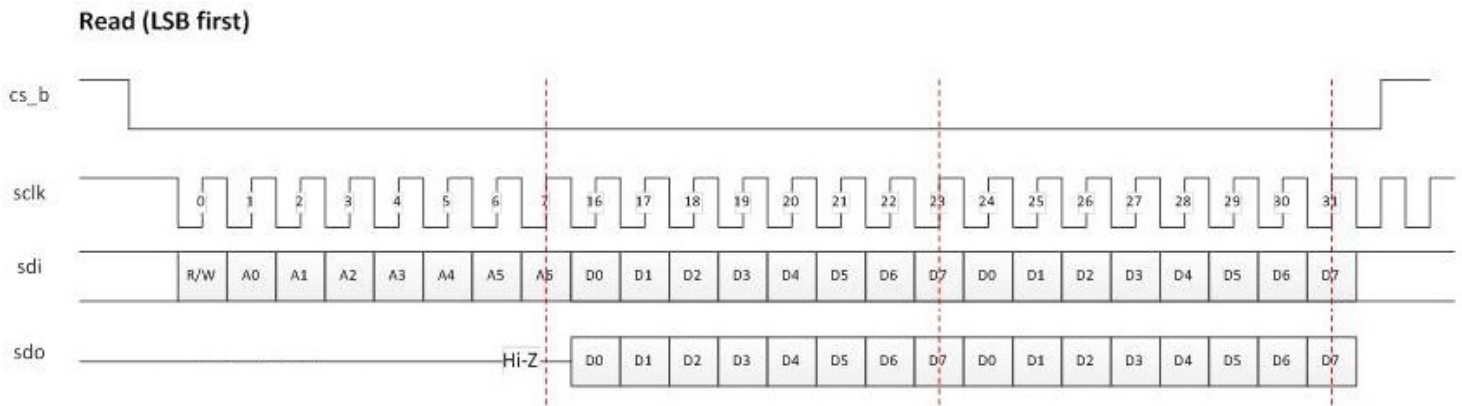 Read (LSB first)
cs_b
sclk 0 1 2 3 4 5 6 7 16 17 18 19 20 21 22 23 24 25 26 27 28 29 30 31
sdi R/W A0 A1 A2 A3 A4 A5 A6 D0 D1 D2 D3 D4 D5 D6 D7 D0 D1 D2 D3 D4 D5 D6 D7
sdo Hi-Z D0 D1 D2 D3 D4 D5 D6 D7 D0 D1 D2 D3 D4 D5 D6 D7